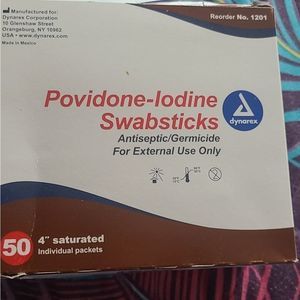 Manufactured for:
Dynarex Corporation
10 Glenshaw Street
Orangeburg, NY 10962
USA • www.dynarex.com
Made in Mexico
Reorder No. 1201
Povidone-Iodine
Swabsticks
Antiseptic/Germicide
For External Use Only
D
dynarex
50
4" saturated
Individual packets